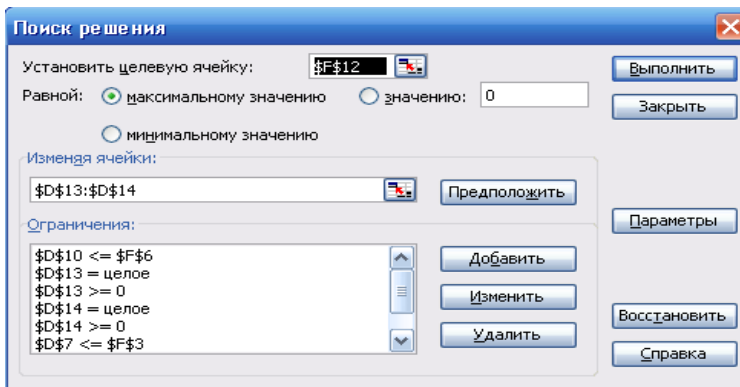 Поиск решения
Установить целевую ячейку: $F$12
Выполнить
Равной: максимальному значению значению: 0
Закрыть
минимальному значению
Изменяя ячейки:
$D$13:$D$14
Предположить
Параметры
Ограничения:
$D$10 <= $F$6
$D$13 = целое
$D$13 >= 0
$D$14 = целое
$D$14 >= 0
$D$7 <= $F$3
Добавить
Изменить
Удалить
Восстановить
Справка